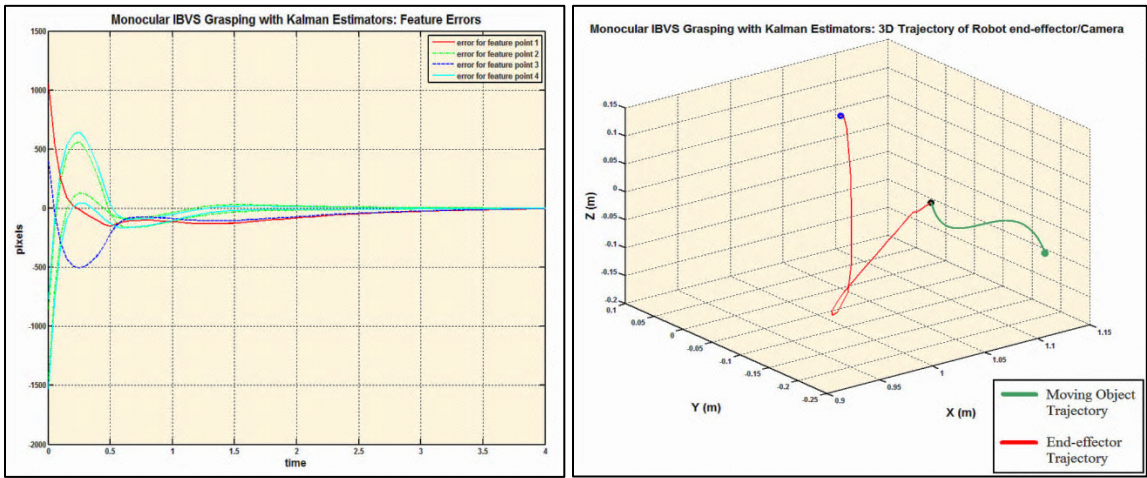 Monocular IBVS Grasping with Kalman Estimators: Feature Errors
1500
1000
500
0
-500
-1000
-1500
-2000
pixels
0
0.5
1
1.5
2
2.5
3
3.5
4
time
error for feature point 1
error for feature point 2
error for feature point 3
error for feature point 4
Monocular IBVS Grasping with Kalman Estimators: 3D Trajectory of Robot end-effector/Camera
0.15
0.1
0.05
0
-0.05
-0.1
-0.15
-0.2
Z (m)
0.1
0.05
0
-0.05
-0.1
-0.15
-0.2
-0.25
Y (m)
0.9
0.95
1
1.05
1.1
1.15
X (m)
Moving Object
Trajectory
End-effector
Trajectory